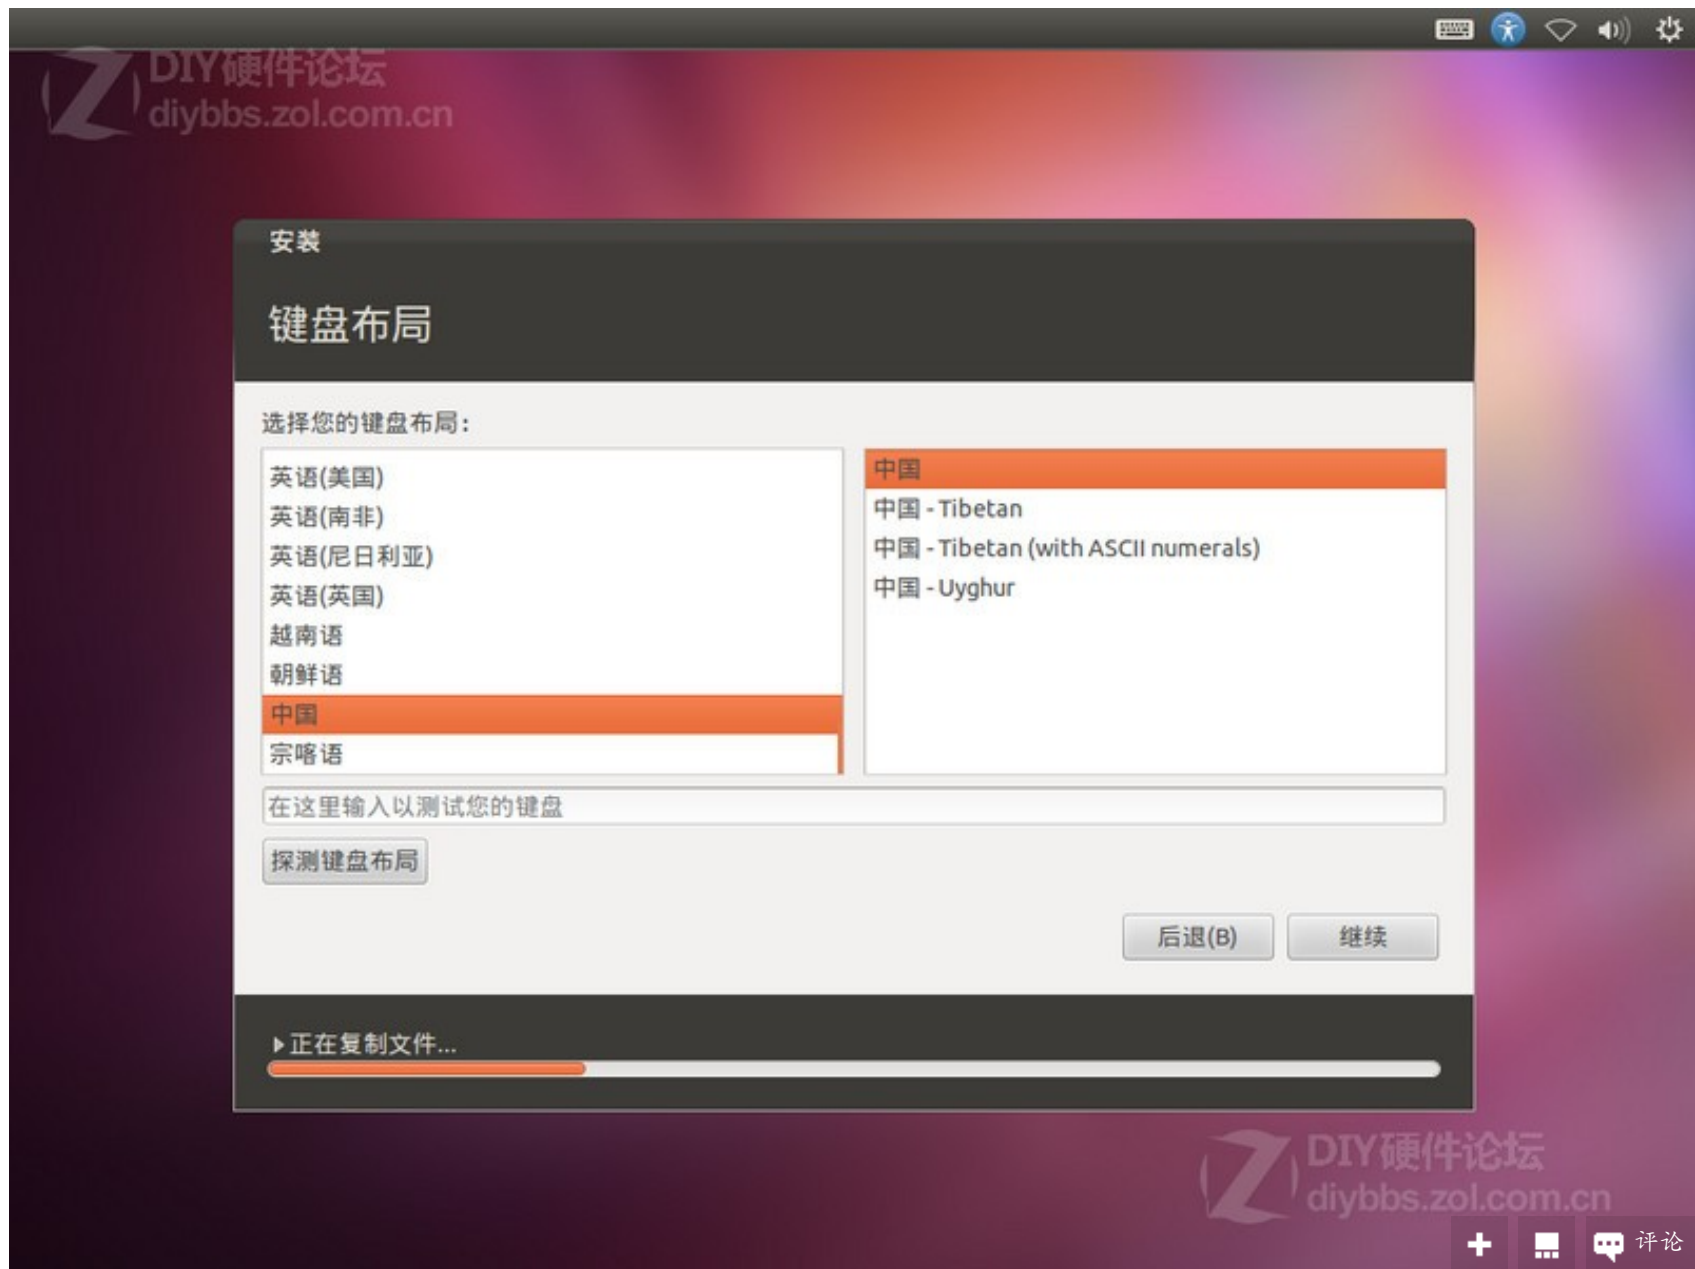 DIY硬件论坛
diybbs.zol.com.cn
安装
键盘布局
选择您的键盘布局：
英语(美国)
英语(南非)
英语(尼日利亚)
英语(英国)
越南语
朝鲜语
中国
宗喀语
中国
中国 - Tibetan
中国 - Tibetan (with ASCII numerals)
中国 - Uyghur
在这里输入以测试您的键盘
探测键盘布局
后退(B)
继续
正在复制文件...
DIY硬件论坛
diybbs.zol.com.cn
评论